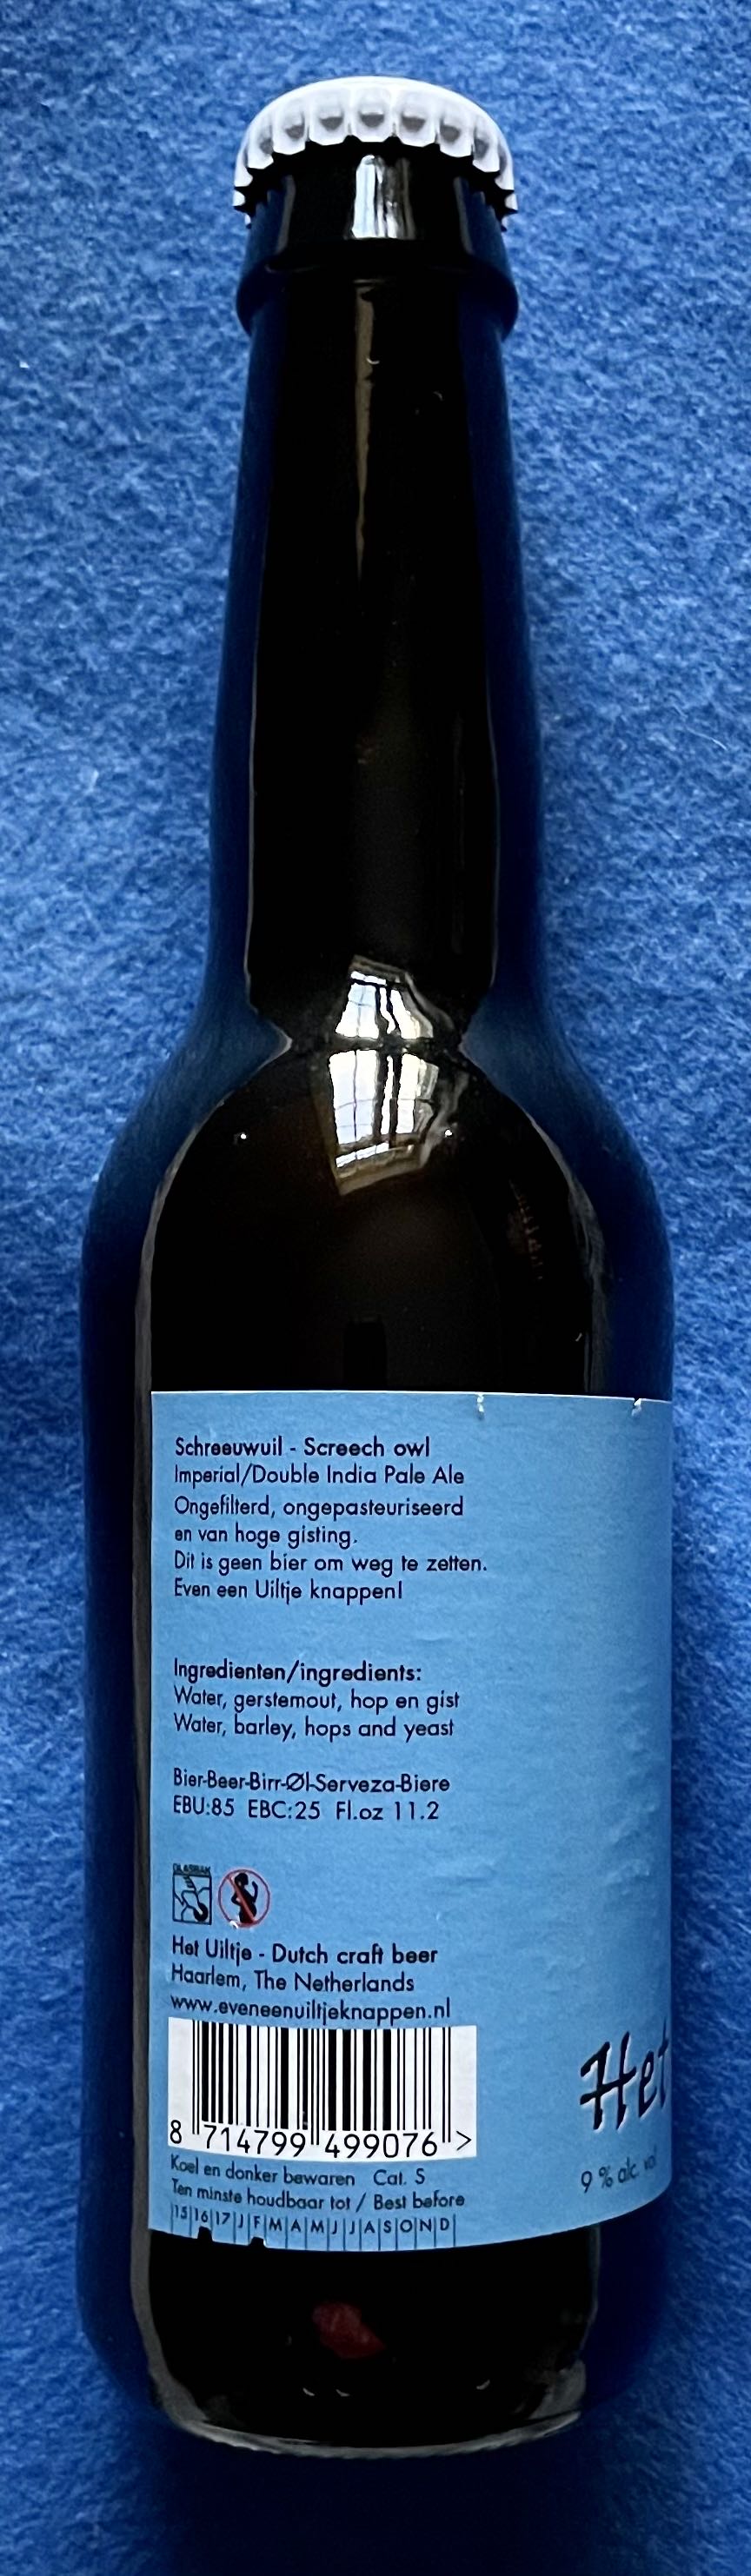 Schreeuwuil - Screech owl
Imperial/Double India Pale Ale
Ongefilterd, ongepasteuriseerd
en van hoge gisting.
Dit is geen bier om weg te zetten.
Even een Uiltje knappen!
Ingredienten/ingredients:
Water, gerstemout, hop en gist
Water, barley, hops and yeast
Bier-Beer-Birr-Øl-Serveza-Biere
EBU:85 EBC:25 Fl.oz 11.2
GLASBAK
Het Uiltje - Dutch craft beer
Haarlem, The Netherlands
www.eveneenuiltjeknappen.nl
8 714799 499076 >
Koel en donker bewaren Cat. S
Ten minste houdbaar tot / Best before
15|16|17|J|F|M|A|M|J|J|A|S|O|N|D|
Het
9 % alc. vol